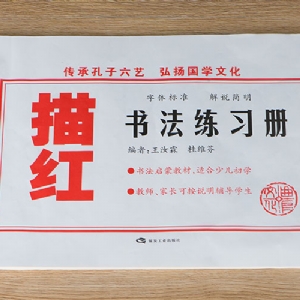 传承孔子六艺 弘扬国学文化
描红
字体标准 解说简明
书法练习册
编者:王汝霖 桂维芬
●书法启蒙教材、适合少儿初学
●教师、家长可按说明辅导学生